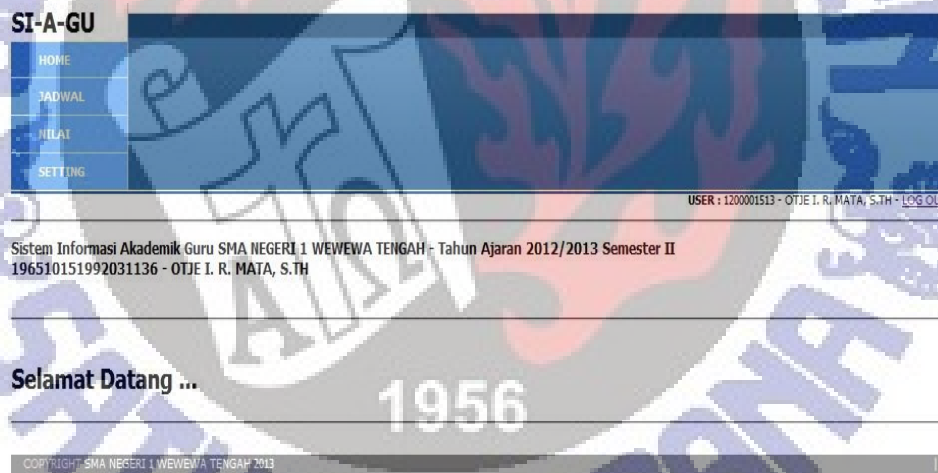 SI-A-GU
HOME
JADWAL
NILAI
SETTING
USER : 1200001513 - OTJE I. R. MATA, S.TH - LOG OU
Sistem Informasi Akademik Guru SMA NEGERI 1 WEWEWA TENGAH - Tahun Ajaran 2012/2013 Semester II
196510151992031136 - OTJE I. R. MATA, S.TH
Selamat Datang ...
1956
COPYRIGHT SMA NEGERI 1 WEWEWA TENGAH 2013